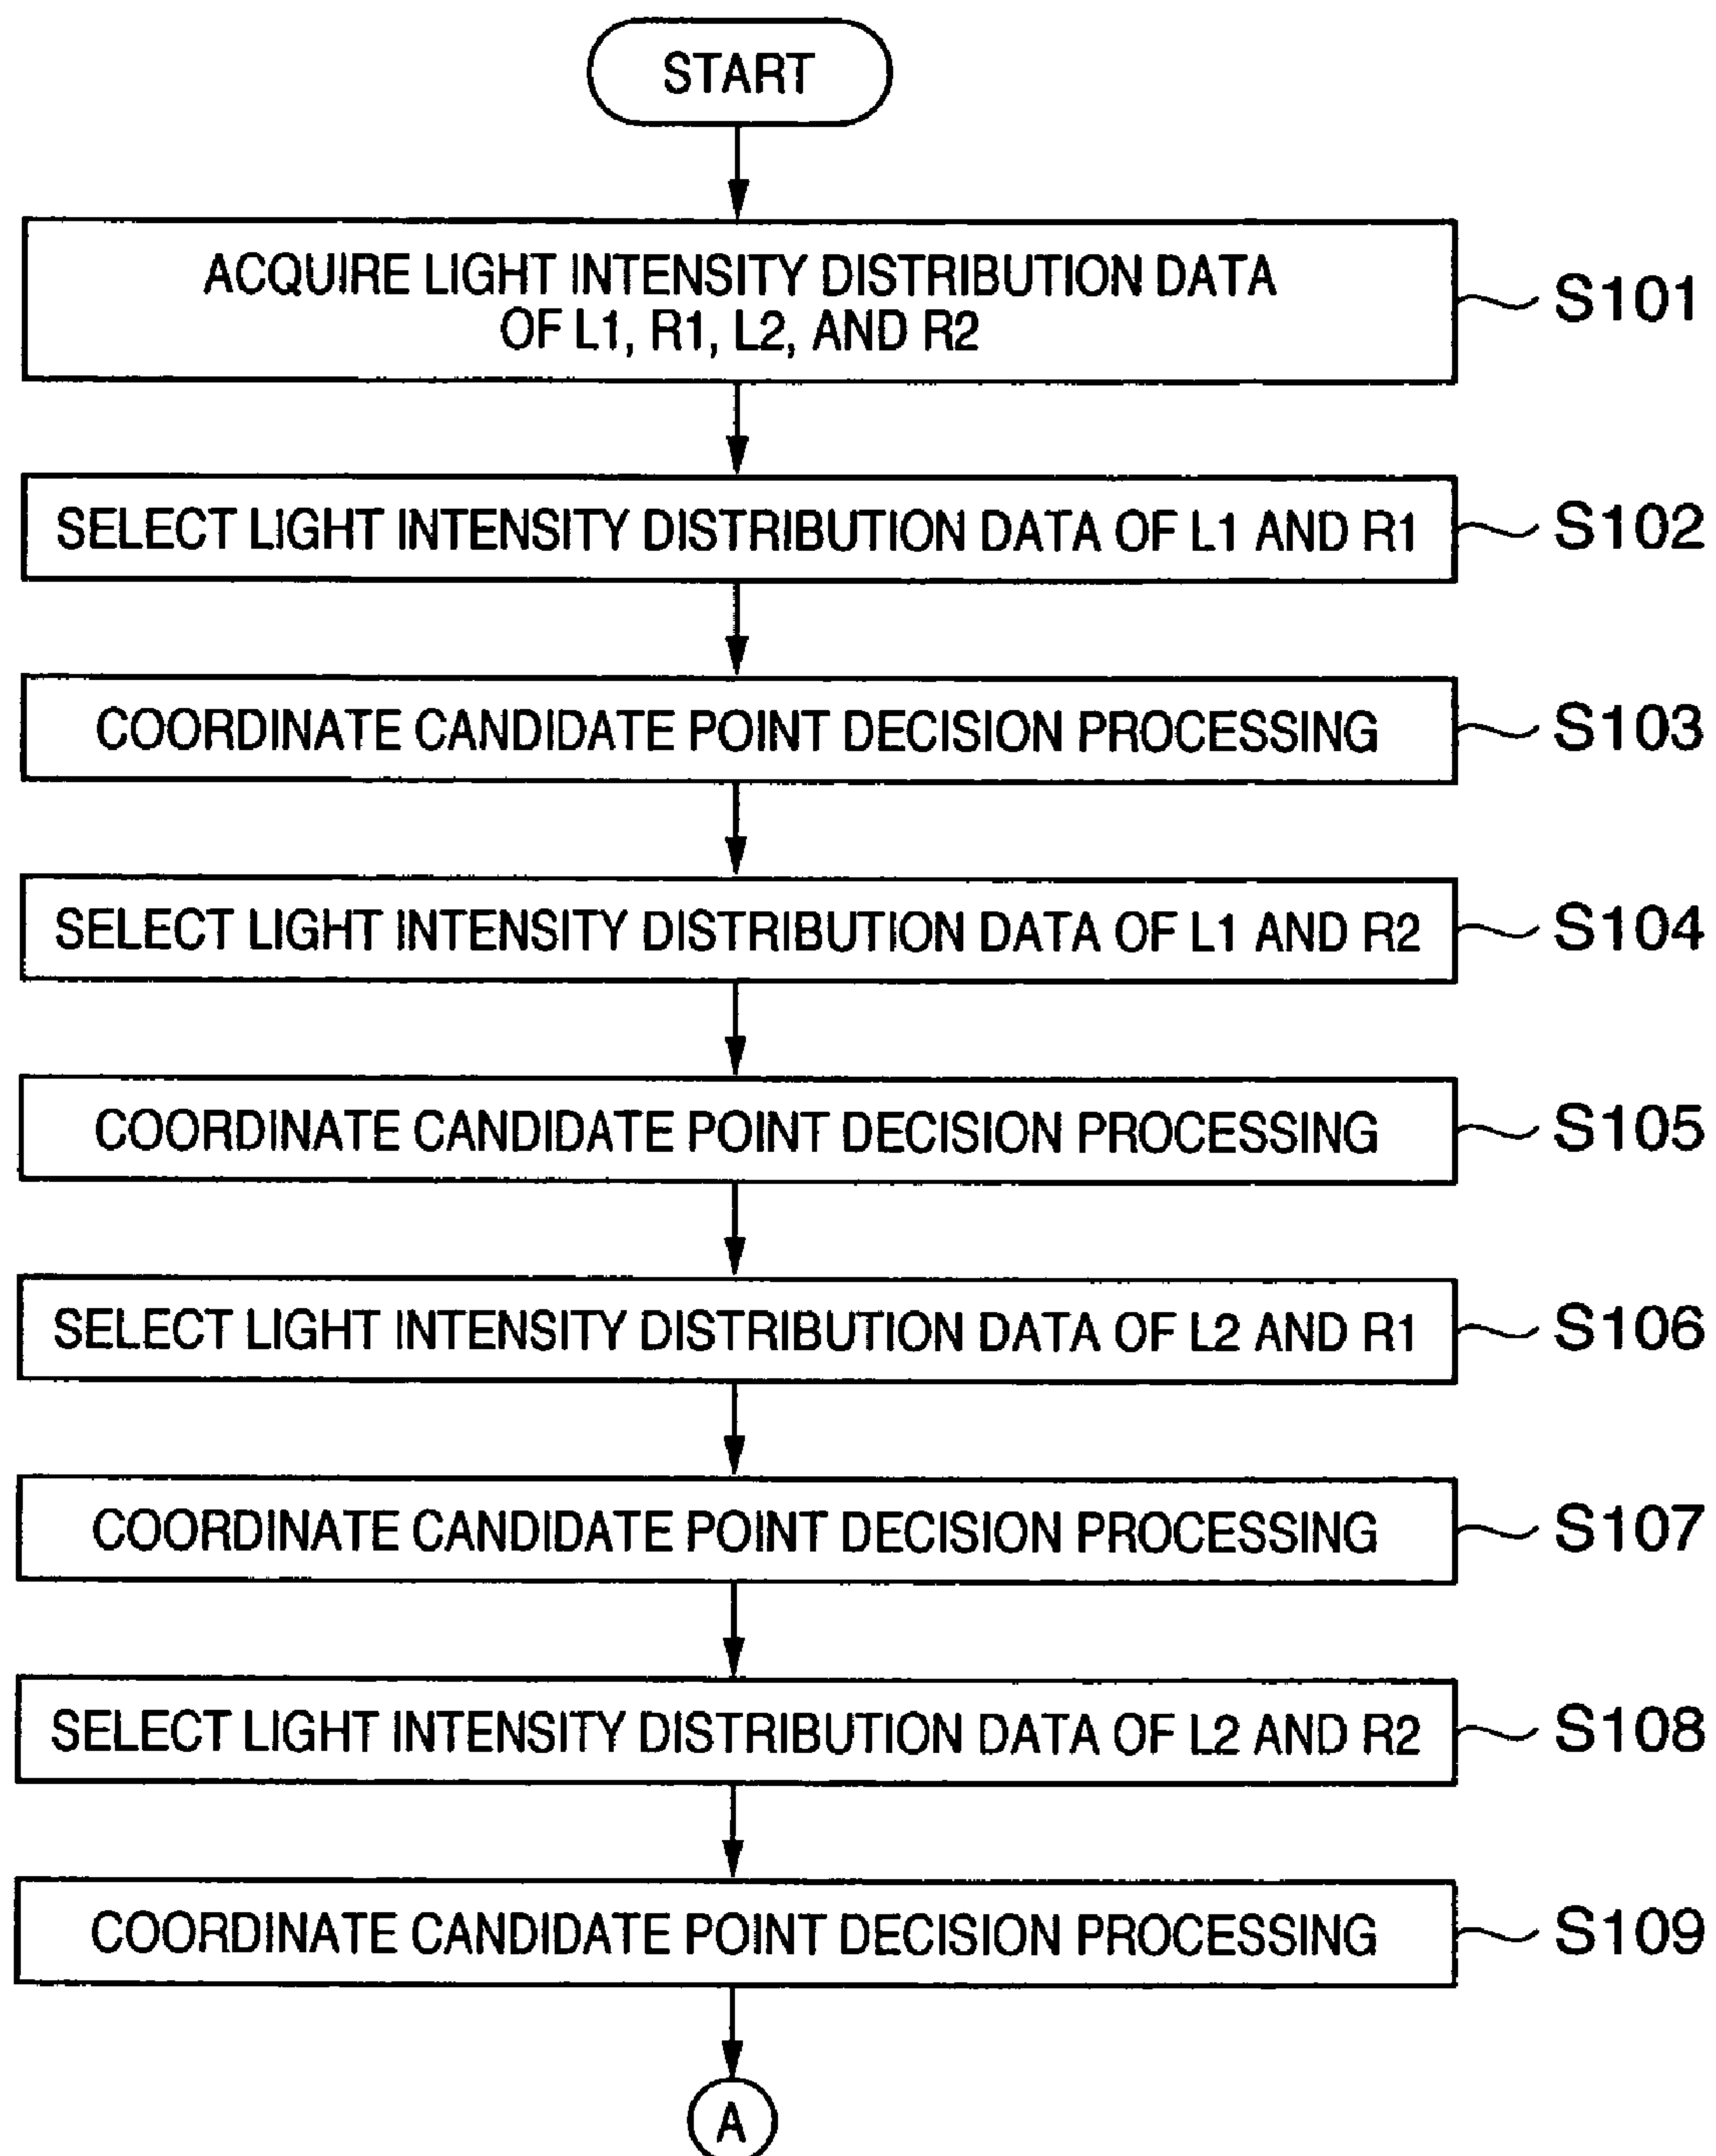 START
ACQUIRE LIGHT INTENSITY DISTRIBUTION DATA
OF L1, R1, L2, AND R2
S101
SELECT LIGHT INTENSITY DISTRIBUTION DATA OF L1 AND R1
S102
COORDINATE CANDIDATE POINT DECISION PROCESSING
S103
SELECT LIGHT INTENSITY DISTRIBUTION DATA OF L1 AND R2
S104
COORDINATE CANDIDATE POINT DECISION PROCESSING
S105
SELECT LIGHT INTENSITY DISTRIBUTION DATA OF L2 AND R1
S106
COORDINATE CANDIDATE POINT DECISION PROCESSING
S107
SELECT LIGHT INTENSITY DISTRIBUTION DATA OF L2 AND R2
S108
COORDINATE CANDIDATE POINT DECISION PROCESSING
S109
A